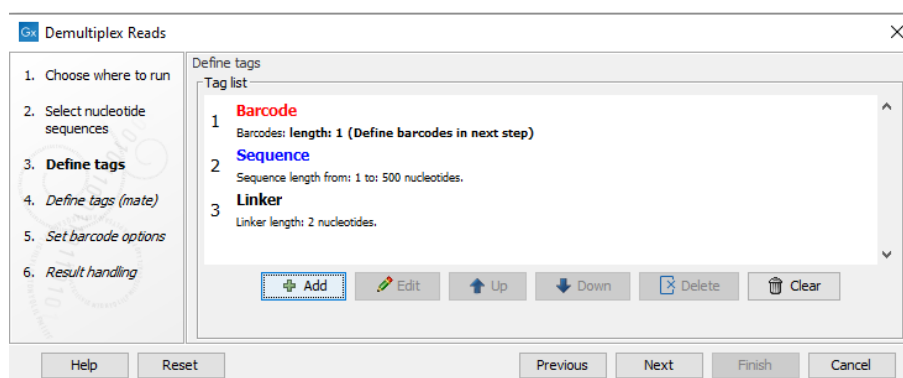 Gx Demultiplex Reads
1. Choose where to run
2. Select nucleotide
sequences
3. Define tags
4. Define tags (mate)
5. Set barcode options
6. Result handling
Define tags
Tag list
1 Barcode
Barcodes: length: 1 (Define barcodes in next step)
2 Sequence
Sequence length from: 1 to: 500 nucleotides.
3 Linker
Linker length: 2 nucleotides.
Add Edit Up Down Delete Clear
Help Reset Previous Next Finish Cancel